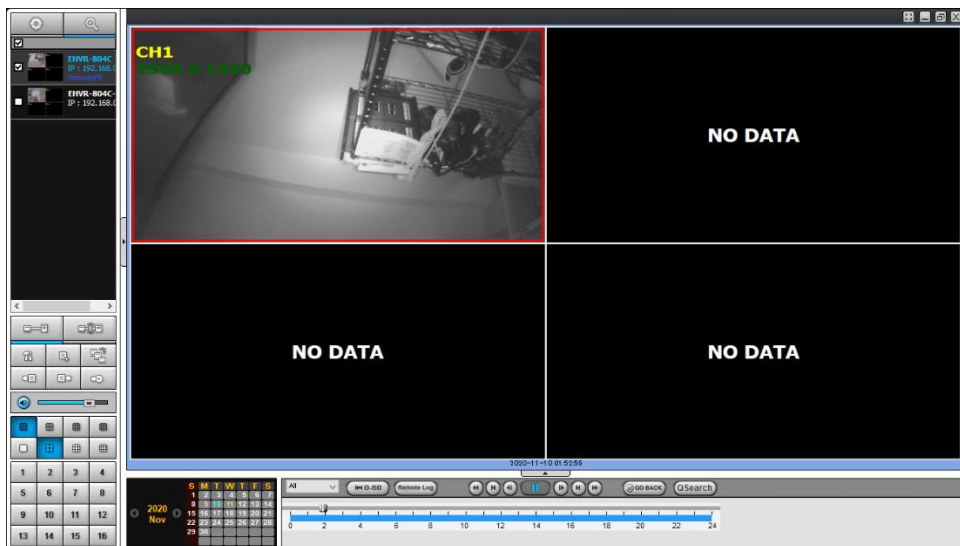 EHVR-804C
IP : 192.168.0
RemotePB
EHVR-804C-
IP : 192.168.0
CH1
2560 X 1440
NO DATA
NO DATA
NO DATA
2020-11-10 01:52:56
1 2 3 4
5 6 7 8
9 10 11 12
13 14 15 16
2020
Nov
S M T W T F S
1 2 3 4 5 6 7
8 9 10 11 12 13 14
15 16 17 18 19 20 21
22 23 24 25 26 27 28
29 30
All
Remote Log
GO BACK
QSearch
0 2 4 6 8 10 12 14 16 18 20 22 24